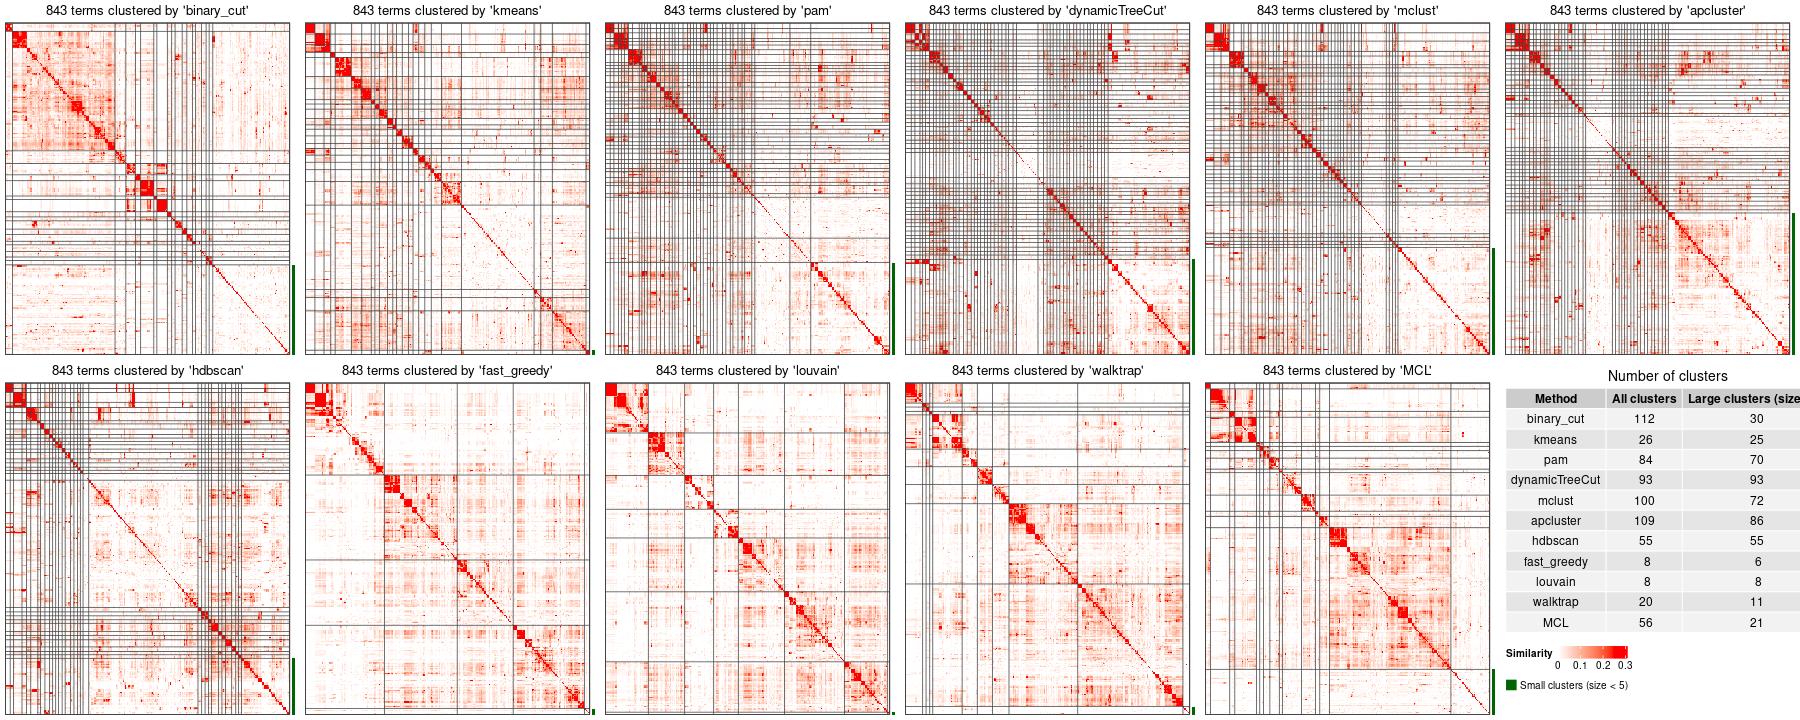 843 terms clustered by 'binary_cut'
843 terms clustered by 'kmeans'
843 terms clustered by 'pam'
843 terms clustered by 'dynamicTreeCut'
843 terms clustered by 'mclust'
843 terms clustered by 'apcluster'
843 terms clustered by 'hdbscan'
843 terms clustered by 'fast_greedy'
843 terms clustered by 'louvain'
843 terms clustered by 'walktrap'
843 terms clustered by 'MCL'
Number of clusters
Method All clusters Large clusters (size
binary_cut 112 30
kmeans 26 25
pam 84 70
dynamicTreeCut 93 93
mclust 100 72
apcluster 109 86
hdbscan 55 55
fast_greedy 8 6
louvain 8 8
walktrap 20 11
MCL 56 21
Similarity
0 0.1 0.2 0.3
Small clusters (size < 5)